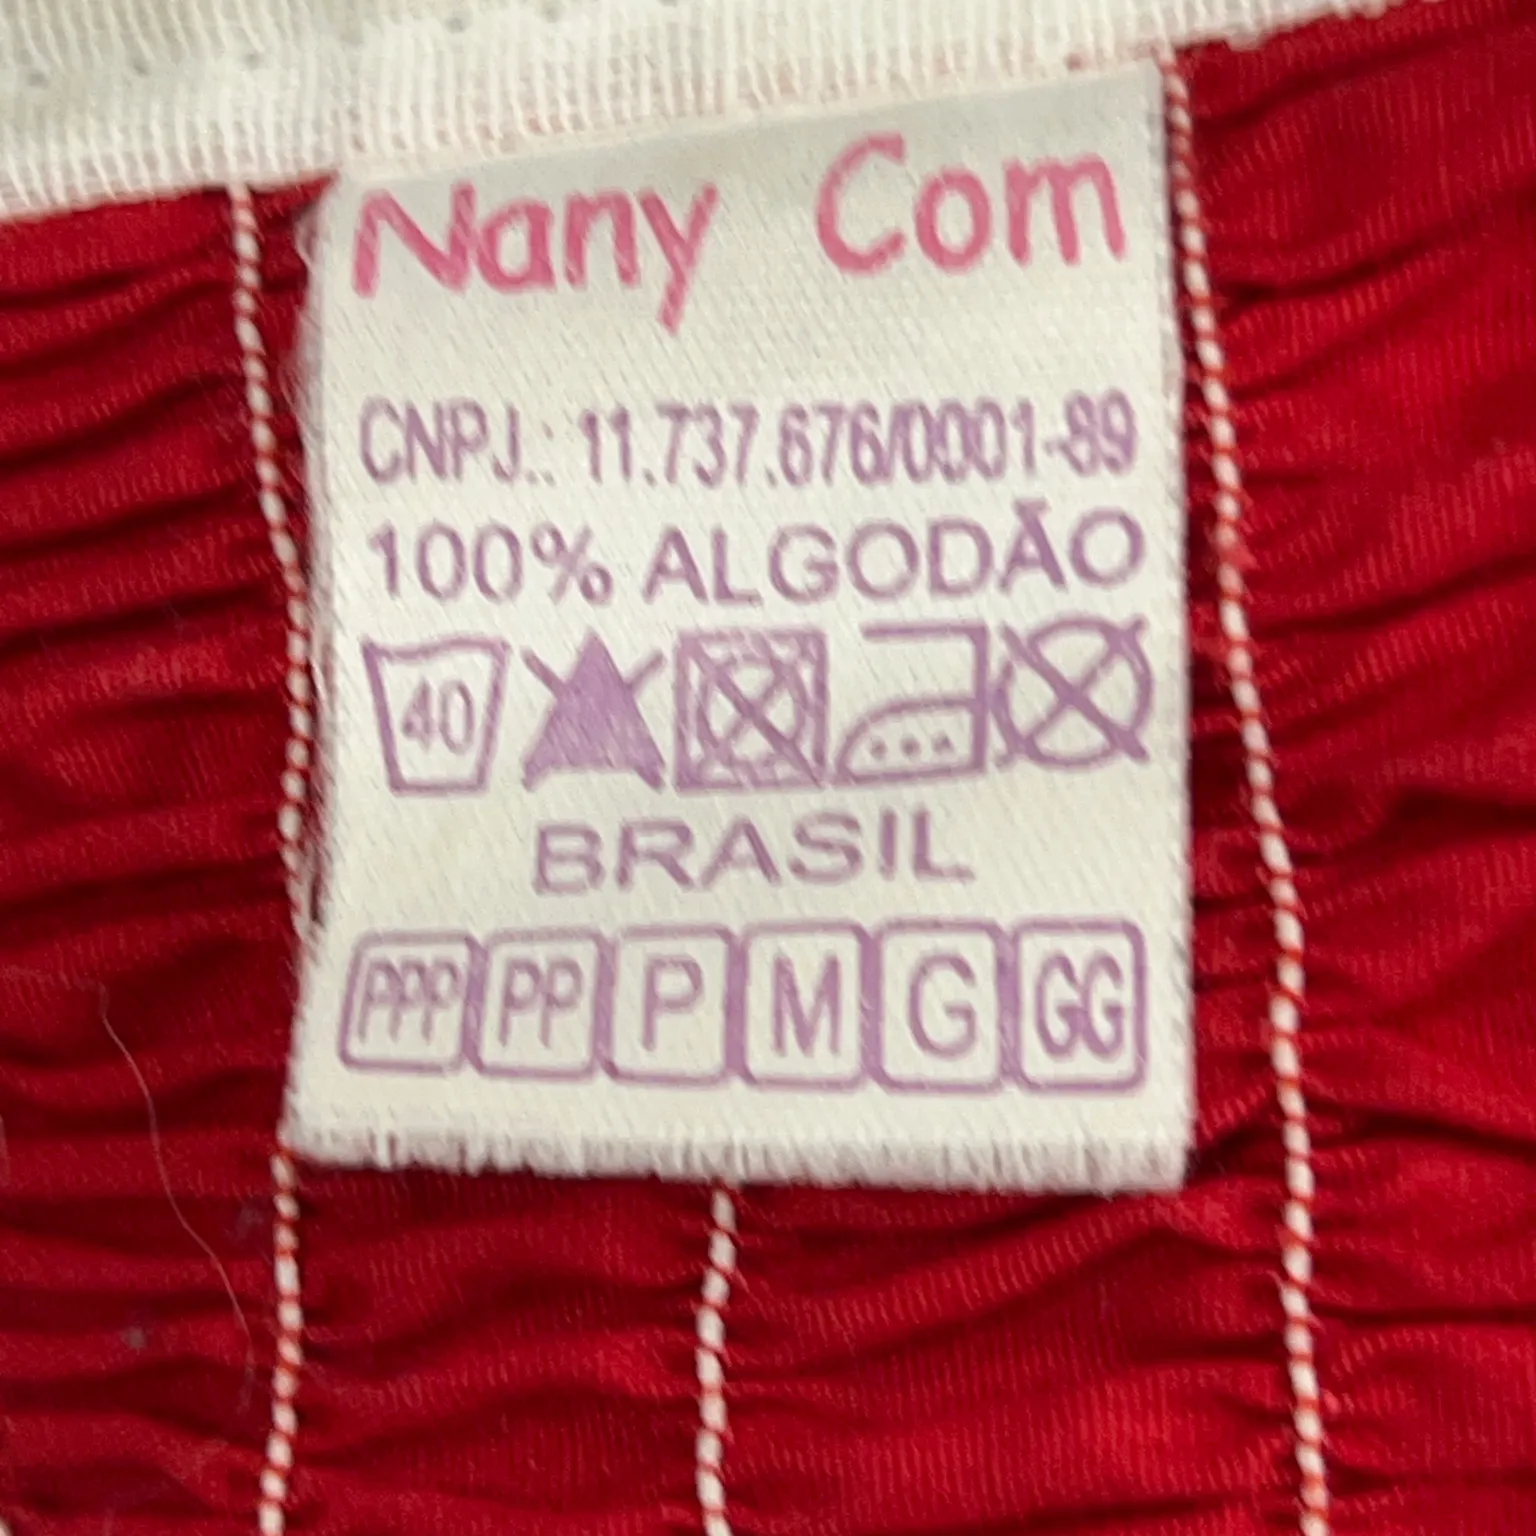 Nany Com
CNPJ.: 11.737.676/0001-89
100% ALGODÃO
40
BRASIL
PPP PP P M G GG